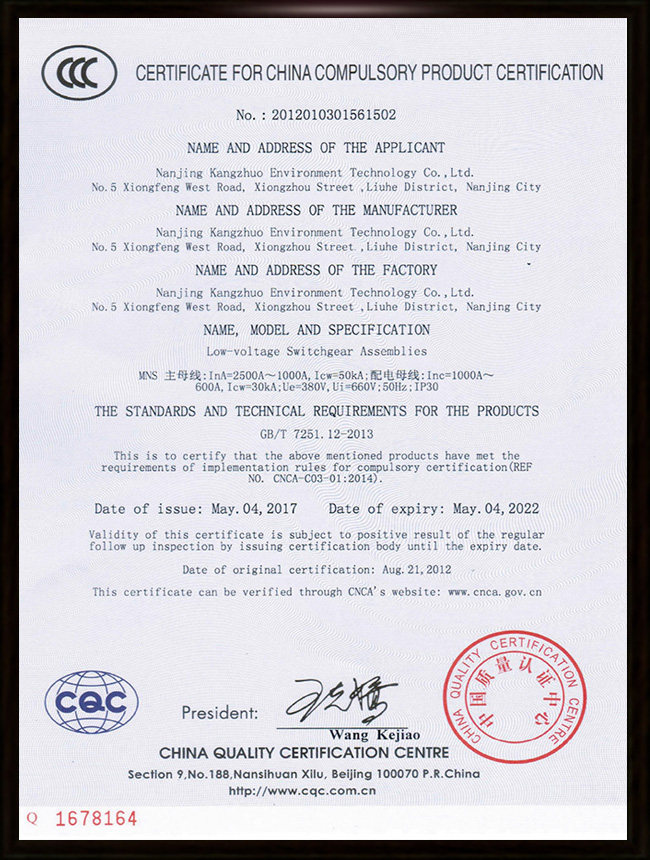 CCC
CERTIFICATE FOR CHINA COMPULSORY PRODUCT CERTIFICATION
No.: 2012010301561502
NAME AND ADDRESS OF THE APPLICANT
Nanjing Kangzhuo Environment Technology Co.,Ltd.
No.5 Xiongfeng West Road, Xiongzhou Street ,Liuhe District, Nanjing City
NAME AND ADDRESS OF THE MANUFACTURER
Nanjing Kangzhuo Environment Technology Co.,Ltd.
No.5 Xiongfeng West Road, Xiongzhou Street ,Liuhe District, Nanjing City
NAME AND ADDRESS OF THE FACTORY
Nanjing Kangzhuo Environment Technology Co.,Ltd.
No.5 Xiongfeng West Road, Xiongzhou Street ,Liuhe District, Nanjing City
NAME, MODEL AND SPECIFICATION
Low-voltage Switchgear Assemblies
MNS 主母线:InA=2500A～1000A,Icw=50kA;配电母线:Inc=1000A～
600A,Icw=30kA;Ue=380V,Ui=660V;50Hz;IP30
THE STANDARDS AND TECHNICAL REQUIREMENTS FOR THE PRODUCTS
GB/T 7251.12-2013
This is to certify that the above mentioned products have met the
requirements of implementation rules for compulsory certification(REF
NO. CNCA-C03-01:2014).
Date of issue: May.04,2017 Date of expiry: May.04,2022
Validity of this certificate is subject to positive result of the regular
follow up inspection by issuing certification body until the expiry date.
Date of original certification: Aug.21,2012
This certificate can be verified through CNCA's website: www.cnca.gov.cn
CQC
President:
王克娇
Wang Kejiao
CHINA QUALITY CERTIFICATION CENTRE
中国质量认证中心
CHINA QUALITY CERTIFICATION CENTRE
Section 9,No.188,Nansihuan Xilu, Beijing 100070 P.R.China
http://www.cqc.com.cn
Q 1678164